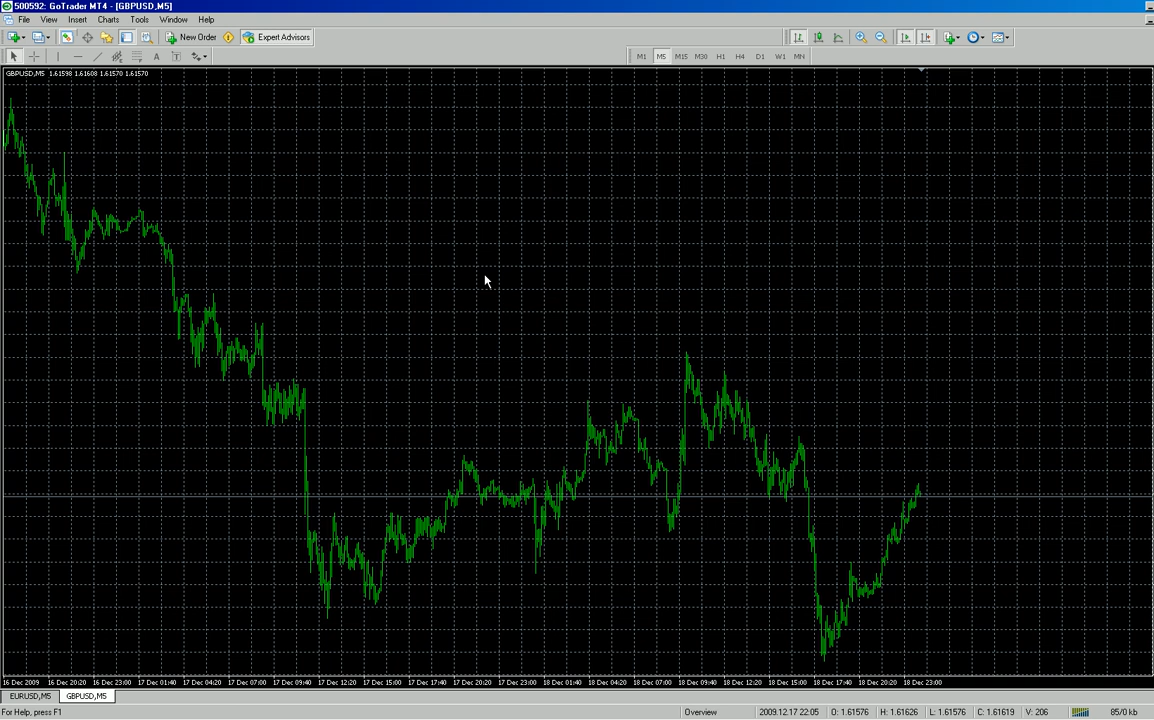 500592: GoTrader MT4 - [GBPUSD,M5]
File View Insert Charts Tools Window Help
New Order Expert Advisors
A T M1 M5 M15 M30 H1 H4 D1 W1 MN
GBPUSD,M5 1.61598 1.61608 1.61570 1.61570
16 Dec 2009 16 Dec 20:20 16 Dec 23:00 17 Dec 01:40 17 Dec 04:20 17 Dec 07:00 17 Dec 09:40 17 Dec 12:20 17 Dec 15:00 17 Dec 17:40 17 Dec 20:20 17 Dec 23:00 18 Dec 01:40 18 Dec 04:20 18 Dec 07:00 18 Dec 09:40 18 Dec 12:20 18 Dec 15:00 18 Dec 17:40 18 Dec 20:20 18 Dec 23:00
EURUSD,M5 GBPUSD,M5
For Help, press F1 Overview 2009.12.17 22:05 O: 1.61576 H: 1.61626 L: 1.61576 C: 1.61619 V: 206 85/0 kb